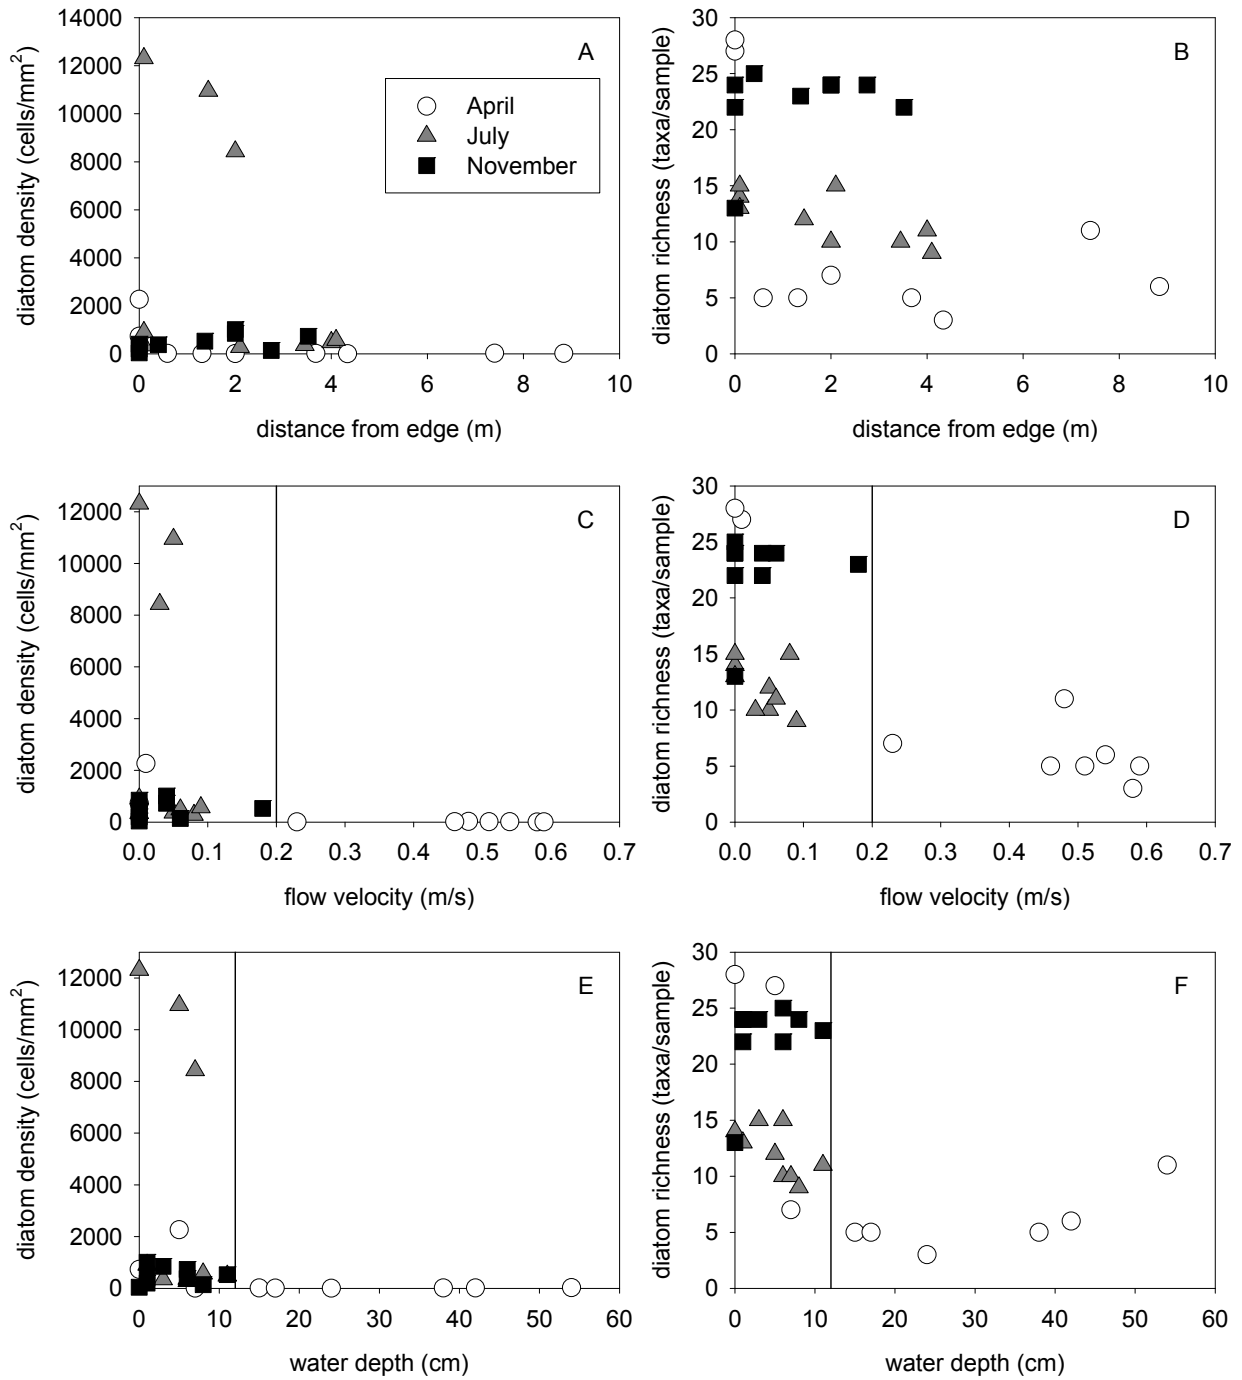 A
diatom density (cells/mm²)
14000
12000
10000
8000
6000
4000
2000
0
April
July
November
0 2 4 6 8 10
distance from edge (m)
B
diatom richness (taxa/sample)
30
25
20
15
10
5
0
0 2 4 6 8 10
distance from edge (m)
C
diatom density (cells/mm²)
12000
10000
8000
6000
4000
2000
0
0.0 0.1 0.2 0.3 0.4 0.5 0.6 0.7
flow velocity (m/s)
D
diatom richness (taxa/sample)
30
25
20
15
10
5
0
0.0 0.1 0.2 0.3 0.4 0.5 0.6 0.7
flow velocity (m/s)
E
diatom density (cells/mm²)
12000
10000
8000
6000
4000
2000
0
0 10 20 30 40 50 60
water depth (cm)
F
diatom richness (taxa/sample)
30
25
20
15
10
5
0
0 10 20 30 40 50 60
water depth (cm)